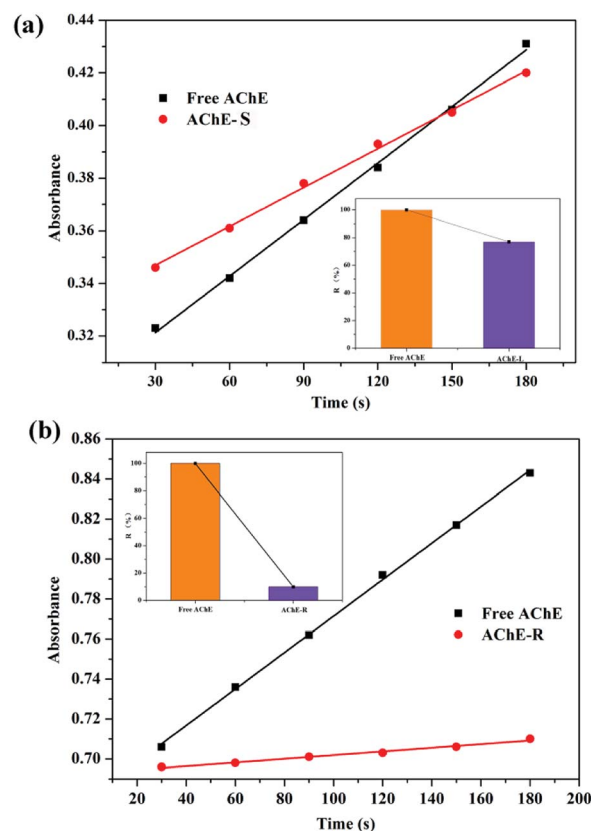 (a)
0.44
0.42
0.40
0.38
0.36
0.34
0.32
Absorbance
Free AChE
AChE-S
100
80
60
40
20
0
R (%)
Free AChE
AChE-L
30 60 90 120 150 180
Time (s)
(b)
0.86
0.84
0.82
0.80
0.78
0.76
0.74
0.72
0.70
Absorbance
100
80
60
40
20
10
0
R (%)
Free AChE
AChE-R
Free AChE
AChE-R
20 40 60 80 100 120 140 160 180 200
Time (s)